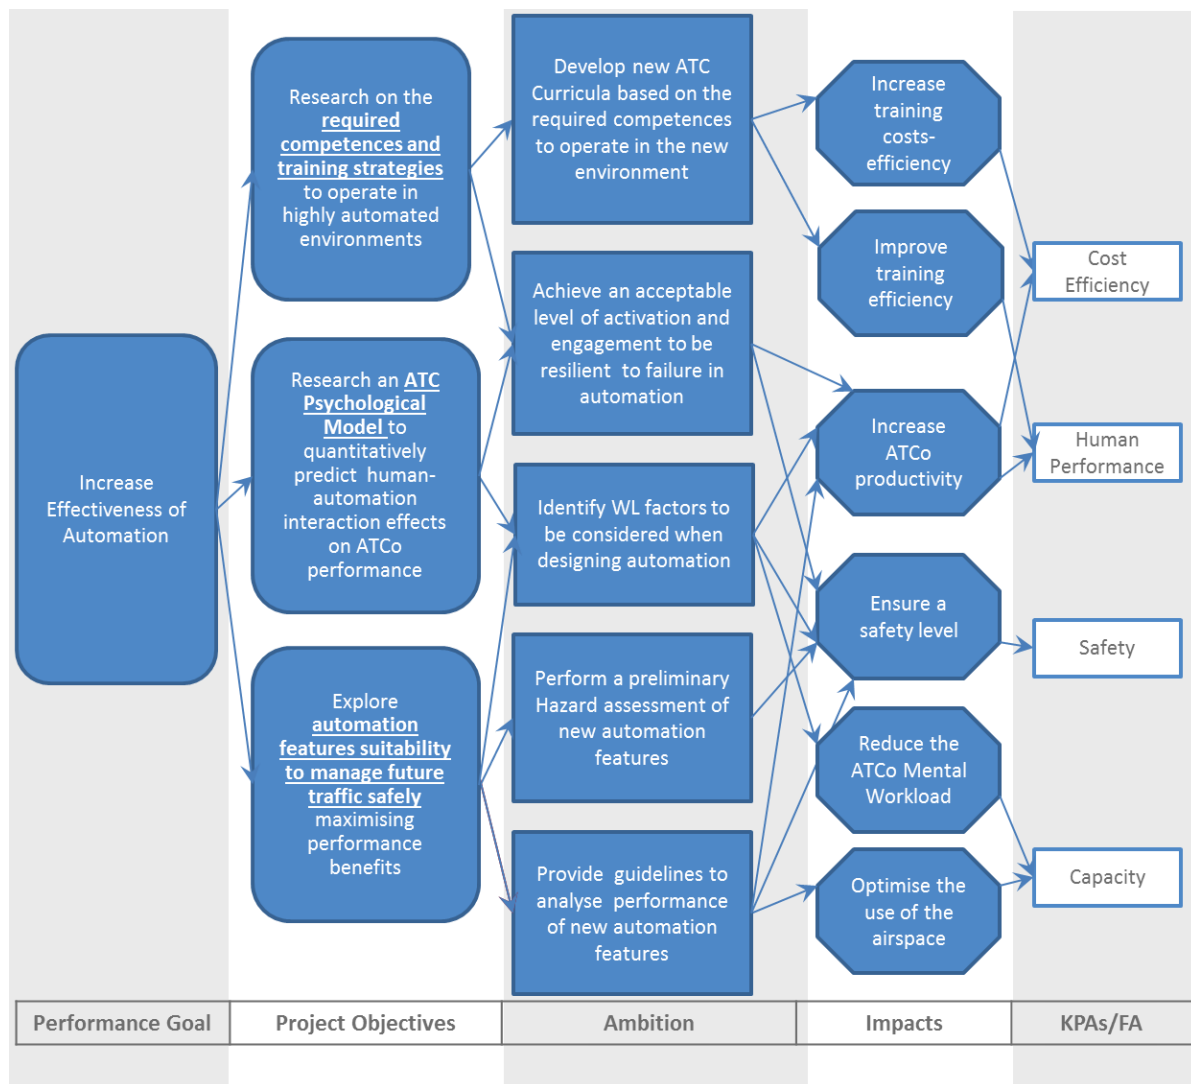 Increase
Effectiveness of
Automation
Research on the
required
competences and
training strategies
to operate in
highly automated
environments
Research an ATC
Psychological
Model to
quantitatively
predict human-
automation
interaction effects
on ATCo
performance
Explore
automation
features suitability
to manage future
traffic safely
maximising
performance
benefits
Develop new ATC
Curricula based on the
required competences
to operate in the new
environment
Achieve an acceptable
level of activation and
engagement to be
resilient to failure in
automation
Identify WL factors to
be considered when
designing automation
Perform a preliminary
Hazard assessment of
new automation
features
Provide guidelines to
analyse performance
of new automation
features
Increase
training
costs-
efficiency
Improve
training
efficiency
Increase
ATCo
productivity
Ensure a
safety level
Reduce the
ATCo Mental
Workload
Optimise the
use of the
airspace
Cost
Efficiency
Human
Performance
Safety
Capacity
Performance Goal
Project Objectives
Ambition
Impacts
KPAs/FA